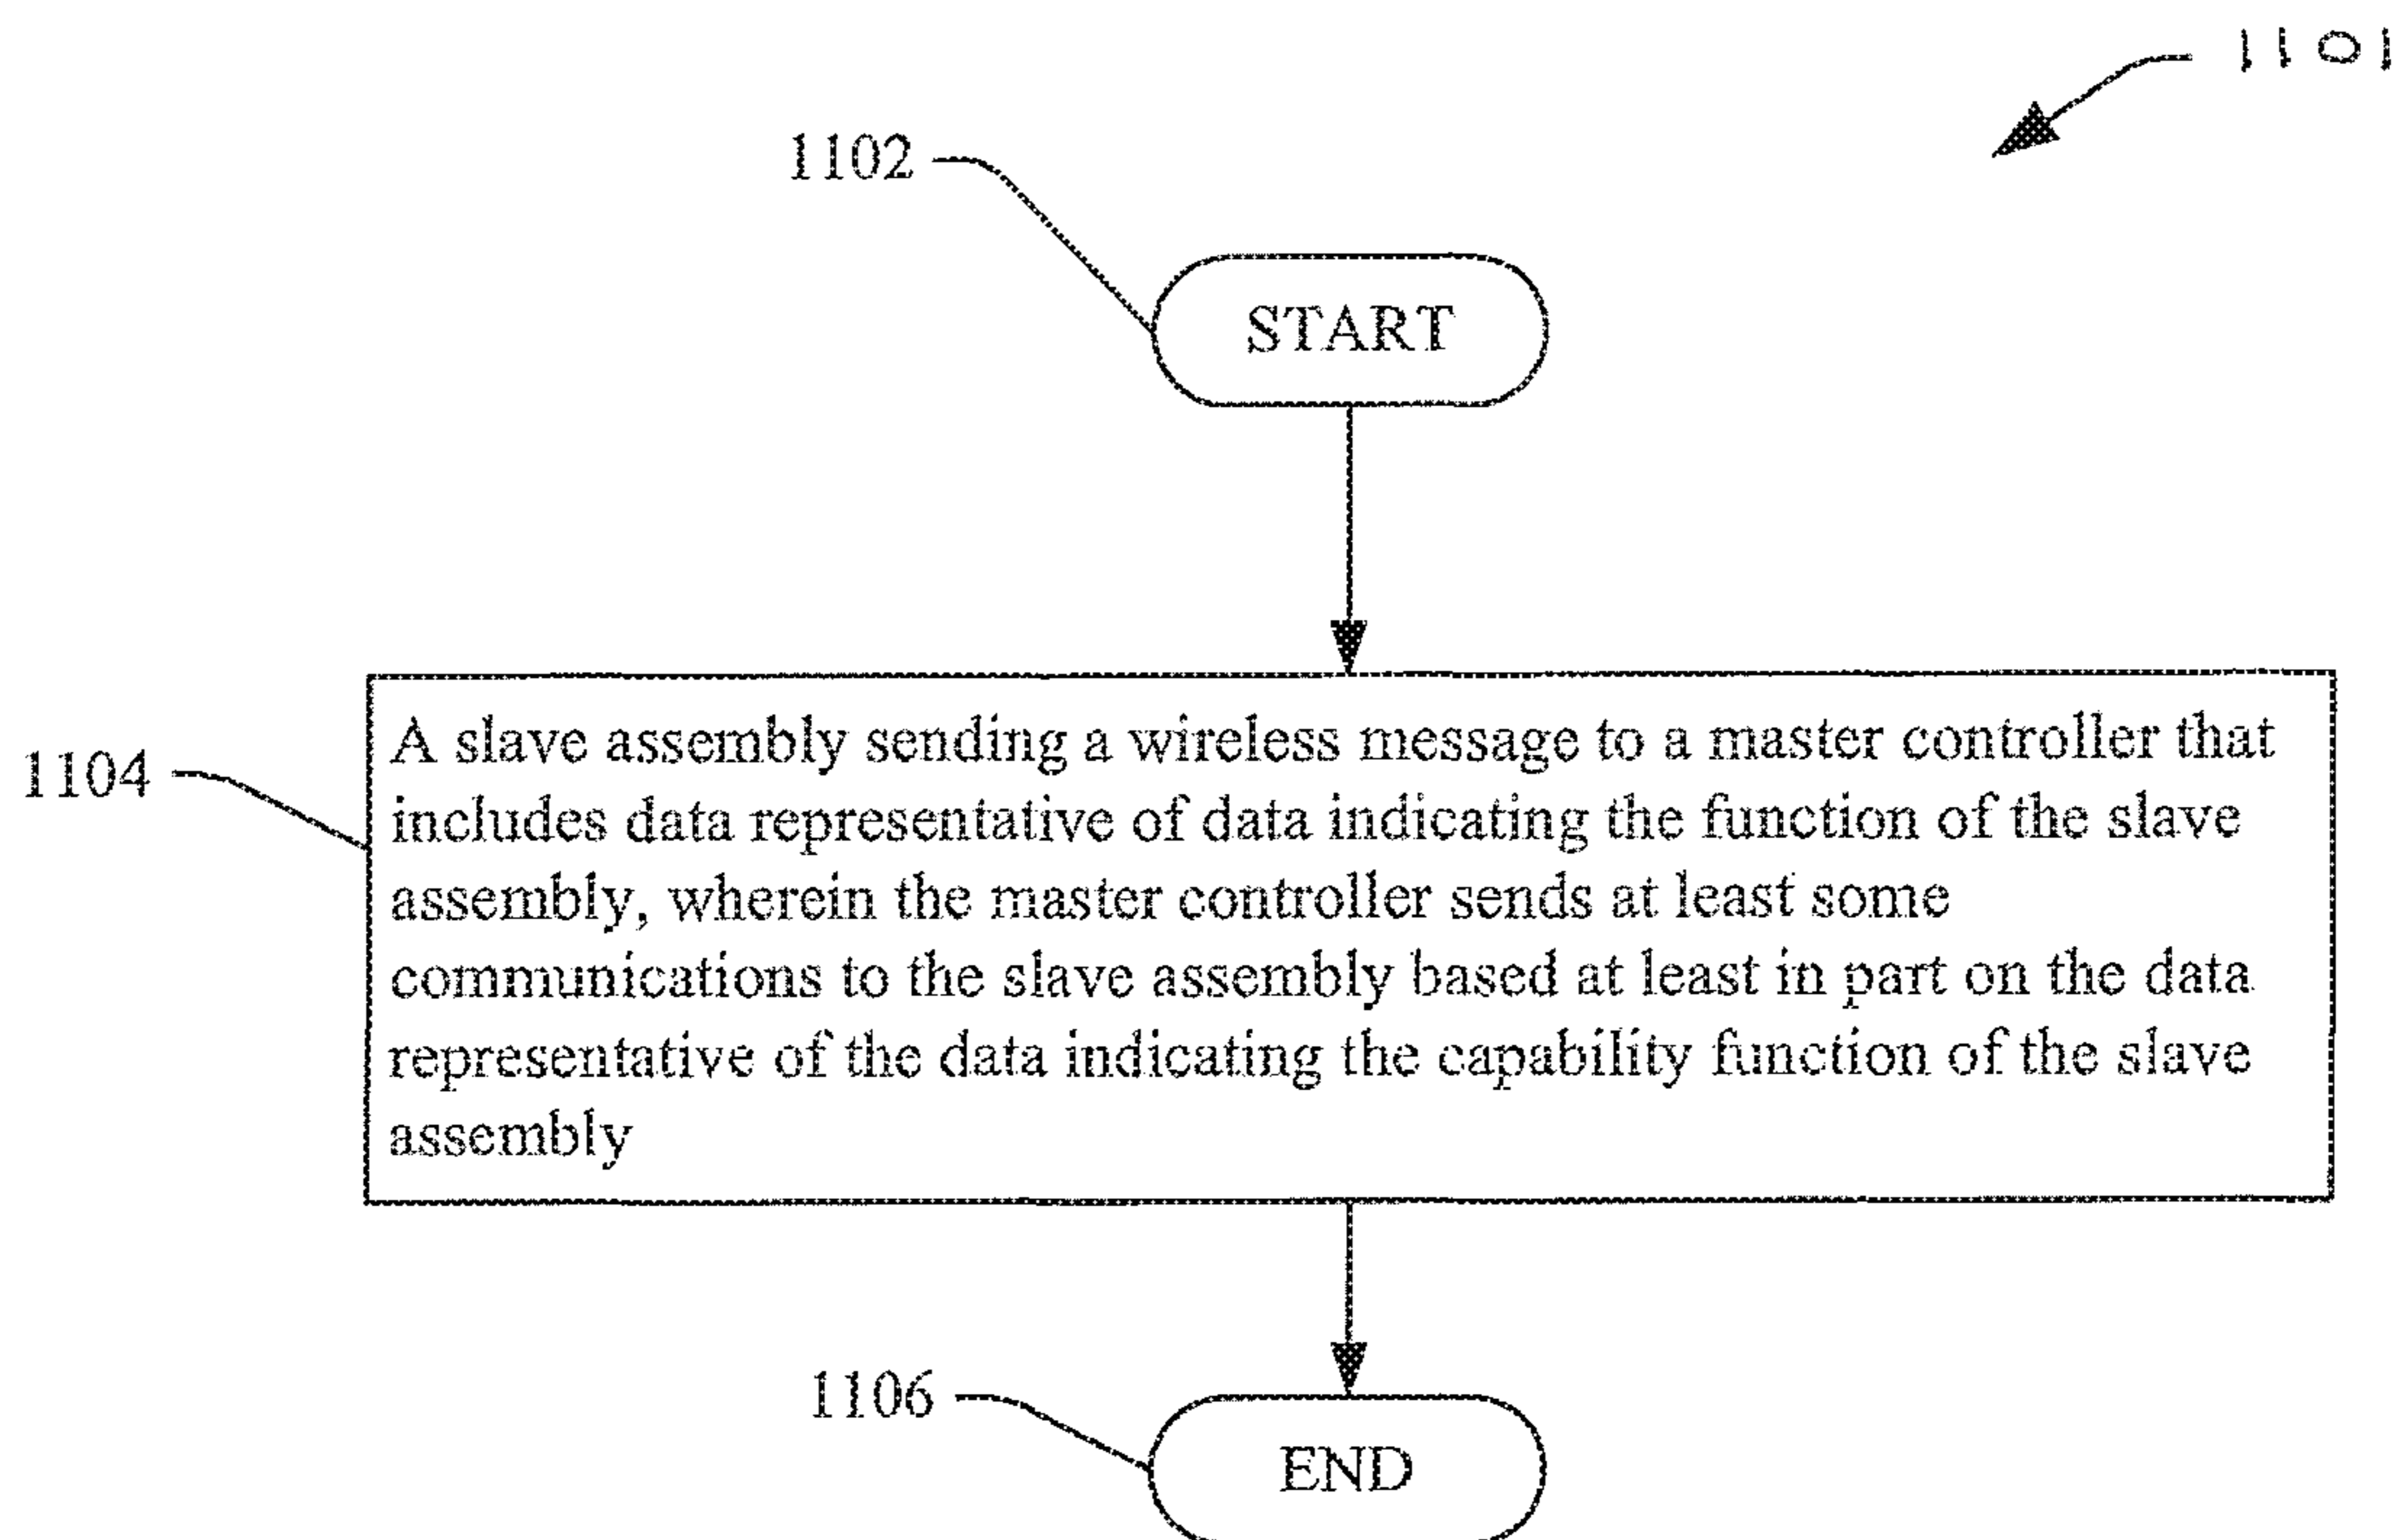 1101
1102
START
1104
A slave assembly sending a wireless message to a master controller that
includes data representative of data indicating the function of the slave
assembly, wherein the master controller sends at least some
communications to the slave assembly based at least in part on the data
representative of the data indicating the capability function of the slave
assembly
1106
END